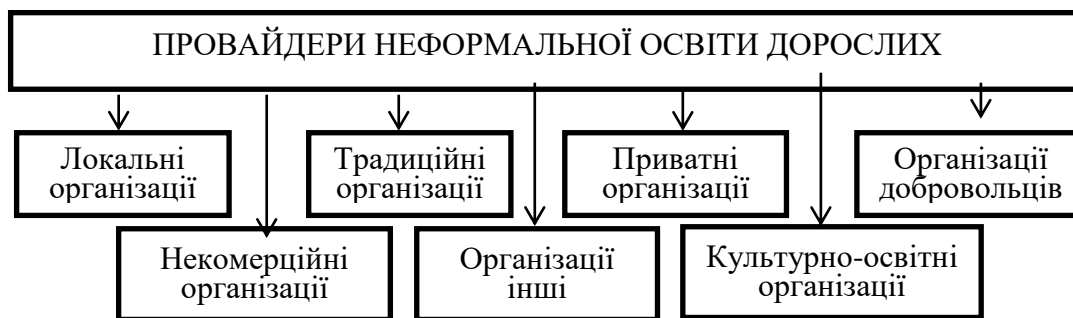 ПРОВАЙДЕРИ НЕФОРМАЛЬНОЇ ОСВІТИ ДОРОСЛИХ
Локальні
організації
Традиційні
організації
Приватні
організації
Організації
добровольців
Некомерційні
організації
Організації
інші
Культурно-освітні
організації